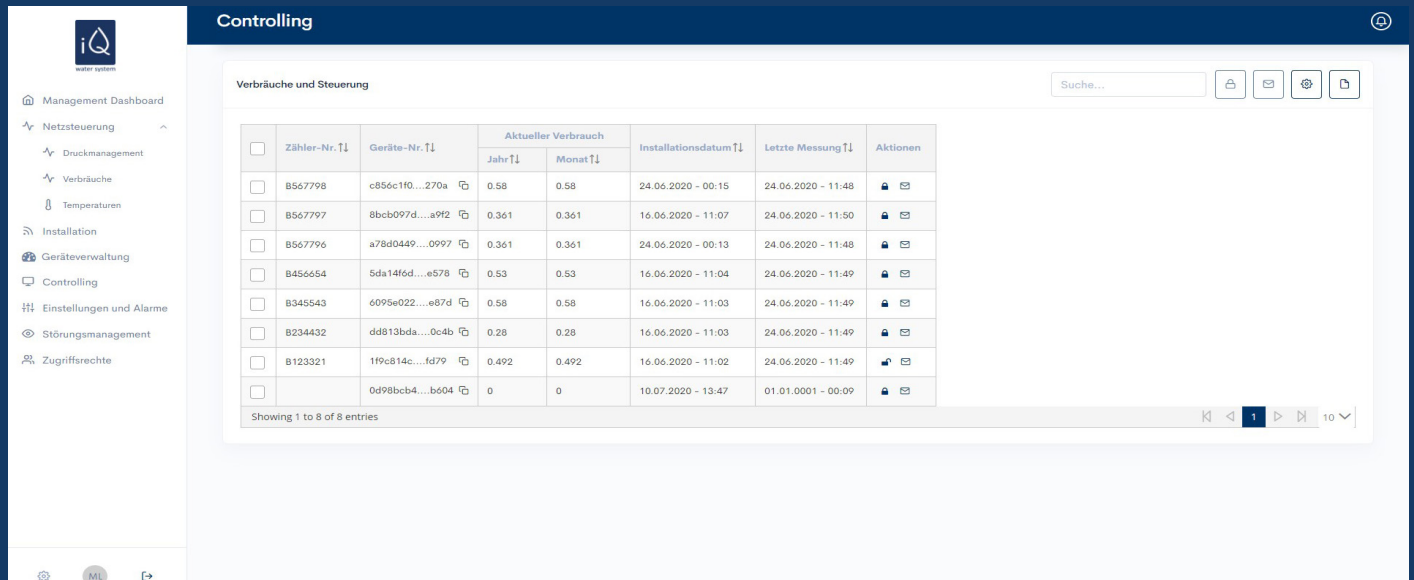 iQ
water system
Controlling
Management Dashboard
Netzsteuerung
Druckmanagement
Verbräuche
Temperaturen
Installation
Geräteverwaltung
Controlling
Einstellungen und Alarme
Störungsmanagement
Zugriffsrechte
ML
Verbräuche und Steuerung
Suche...
Zähler-Nr. Geräte-Nr. Aktueller Verbrauch Installationsdatum Letzte Messung Aktionen
Jahr Monat
B567798 c856c1f0....270a 0.58 0.58 24.06.2020 - 00:15 24.06.2020 - 11:48
B567797 8bcb097d....a9f2 0.361 0.361 16.06.2020 - 11:07 24.06.2020 - 11:50
B567796 a78d0449....0997 0.361 0.361 24.06.2020 - 00:13 24.06.2020 - 11:48
B456654 5da14f6d....e578 0.53 0.53 16.06.2020 - 11:04 24.06.2020 - 11:49
B345543 6095e022....e87d 0.58 0.58 16.06.2020 - 11:03 24.06.2020 - 11:49
B234432 dd813bda....0c4b 0.28 0.28 16.06.2020 - 11:03 24.06.2020 - 11:49
B123321 1f9c814c....fd79 0.492 0.492 16.06.2020 - 11:02 24.06.2020 - 11:49
0d98bcb4....b604 0 0 10.07.2020 - 13:47 01.01.0001 - 00:09
Showing 1 to 8 of 8 entries 1 10